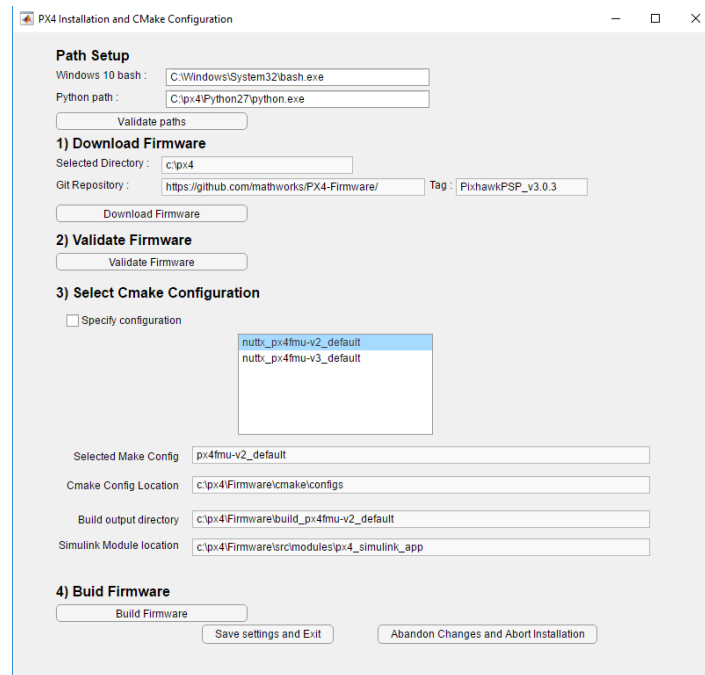 PX4 Installation and CMake Configuration
Path Setup
Windows 10 bash : C:\Windows\System32\bash.exe
Python path : C:\px4\Python27\python.exe
Validate paths
1) Download Firmware
Selected Directory : c:\px4
Git Repository : https://github.com/mathworks/PX4-Firmware/ Tag : PixhawkPSP_v3.0.3
Download Firmware
2) Validate Firmware
Validate Firmware
3) Select Cmake Configuration
Specify configuration
nuttx_px4fmu-v2_default
nuttx_px4fmu-v3_default
Selected Make Config px4fmu-v2_default
Cmake Config Location c:\px4\Firmware\cmake\configs
Build output directory c:\px4\Firmware\build_px4fmu-v2_default
Simulink Module location c:\px4\Firmware\src\modules\px4_simulink_app
4) Buid Firmware
Build Firmware
Save settings and Exit Abandon Changes and Abort Installation